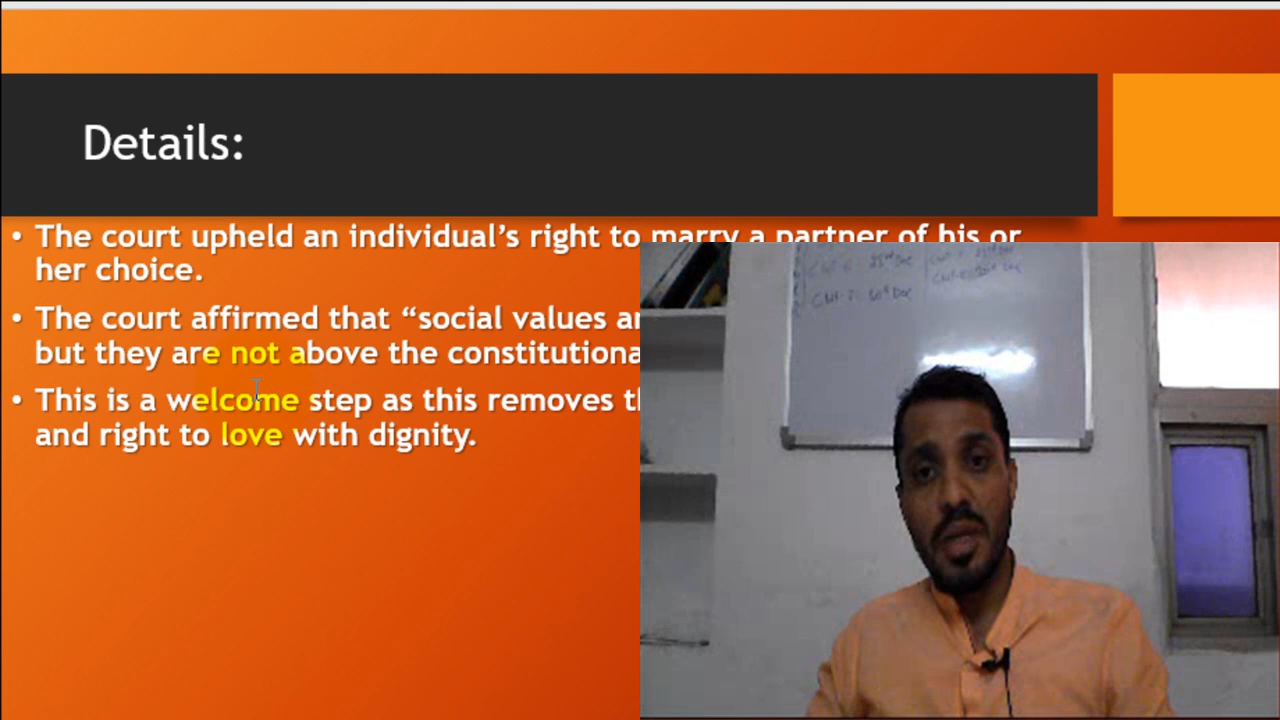 Details:
• The court upheld an individual’s right to marry a partner of his or
her choice.
• The court affirmed that “social values
but they are not above the constitutiona
• This is a welcome step as this removes
and right to love with dignity.